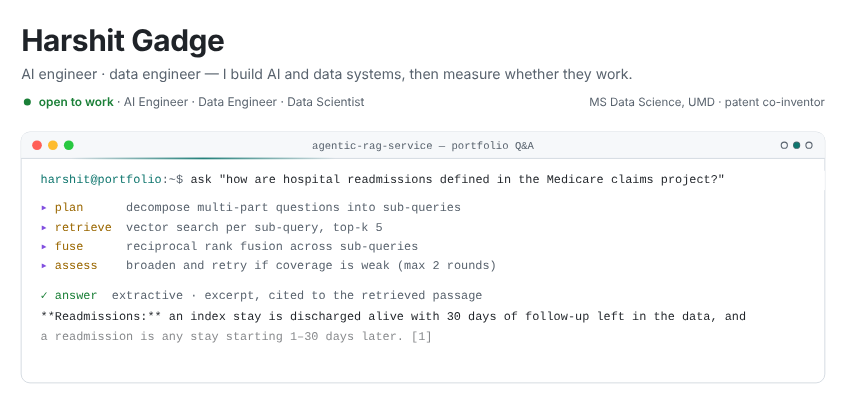 Harshit Gadge
AI engineer · data engineer — I build AI and data systems, then measure whether they work.
open to work · AI Engineer · Data Engineer · Data Scientist
MS Data Science, UMD · patent co-inventor
agentic-rag-service — portfolio Q&A
harshit@portfolio:~$ ask "how are hospital readmissions defined in the Medicare claims project?"
▸ plan decompose multi-part questions into sub-queries
▸ retrieve vector search per sub-query, top-k 5
▸ fuse reciprocal rank fusion across sub-queries
▸ assess broaden and retry if coverage is weak (max 2 rounds)
✓ answer extractive · excerpt, cited to the retrieved passage
**Readmissions:** an index stay is discharged alive with 30 days of follow-up left in the data, and
a readmission is any stay starting 1–30 days later. [1]